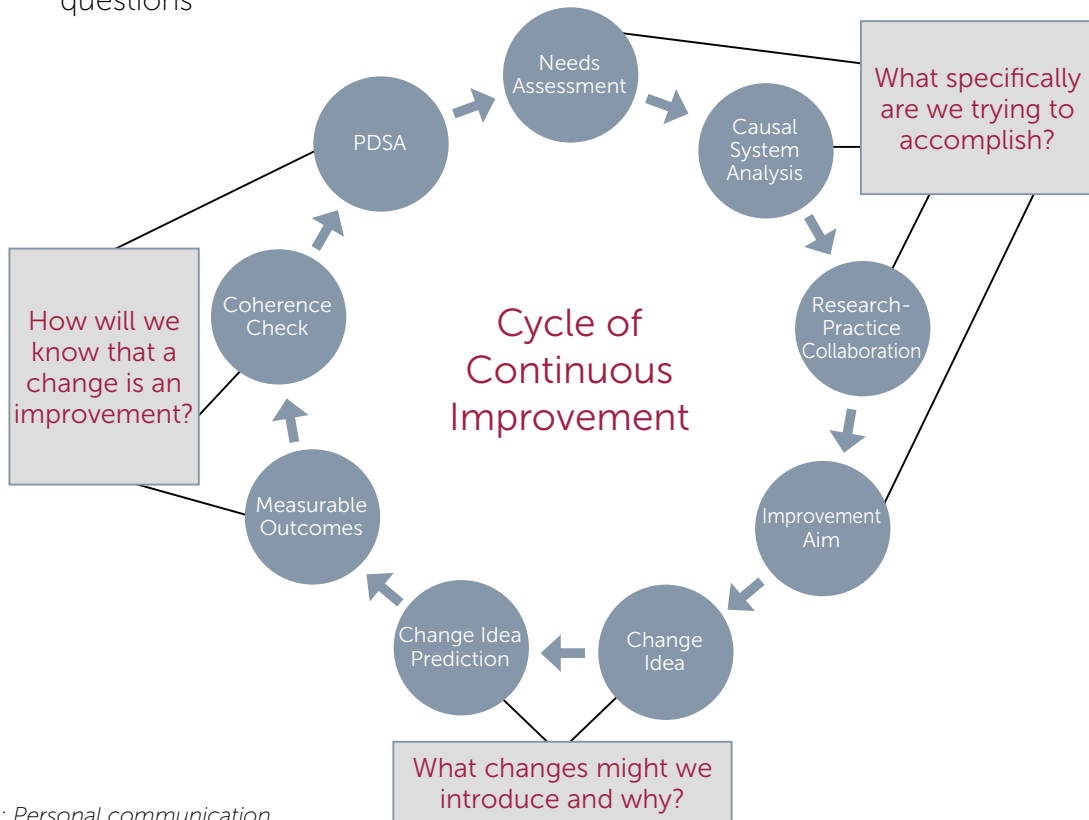 questions
Needs
Assessment
Causal
System
Analysis
Research-
Practice
Collaboration
Improvement
Aim
Change
Idea
Change Idea
Prediction
Measurable
Outcomes
Coherence
Check
PDSA
What specifically
are we trying to
accomplish?
How will we
know that a
change is an
improvement?
Cycle of
Continuous
Improvement
What changes might we
introduce and why?
: Personal communication